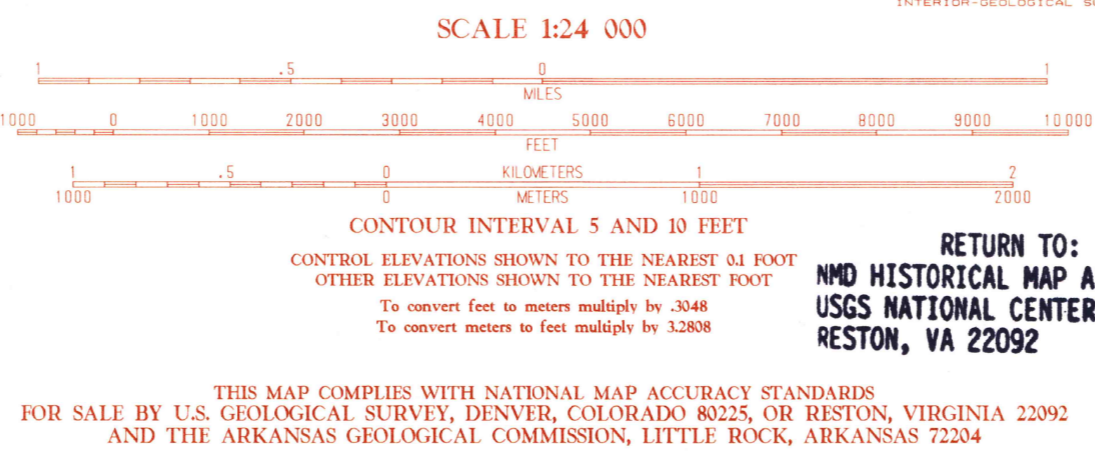 INTERIOR-GEOLOGICAL
SCALE 1:24 000
1 .5 0 1
MILES
1000 0 1000 2000 3000 4000 5000 6000 7000 8000 9000 10000
FEET
1 .5 0 KILOMETERS 1 2
1000 0 METERS 1000 2000
CONTOUR INTERVAL 5 AND 10 FEET
CONTROL ELEVATIONS SHOWN TO THE NEAREST 0.1 FOOT
OTHER ELEVATIONS SHOWN TO THE NEAREST FOOT
To convert feet to meters multiply by .3048
To convert meters to feet multiply by 3.2808
RETURN TO:
NMD HISTORICAL MAP A
USGS NATIONAL CENTER
RESTON, VA 22092
THIS MAP COMPLIES WITH NATIONAL MAP ACCURACY STANDARDS
FOR SALE BY U.S. GEOLOGICAL SURVEY, DENVER, COLORADO 80225, OR RESTON, VIRGINIA 22092
AND THE ARKANSAS GEOLOGICAL COMMISSION, LITTLE ROCK, ARKANSAS 72204